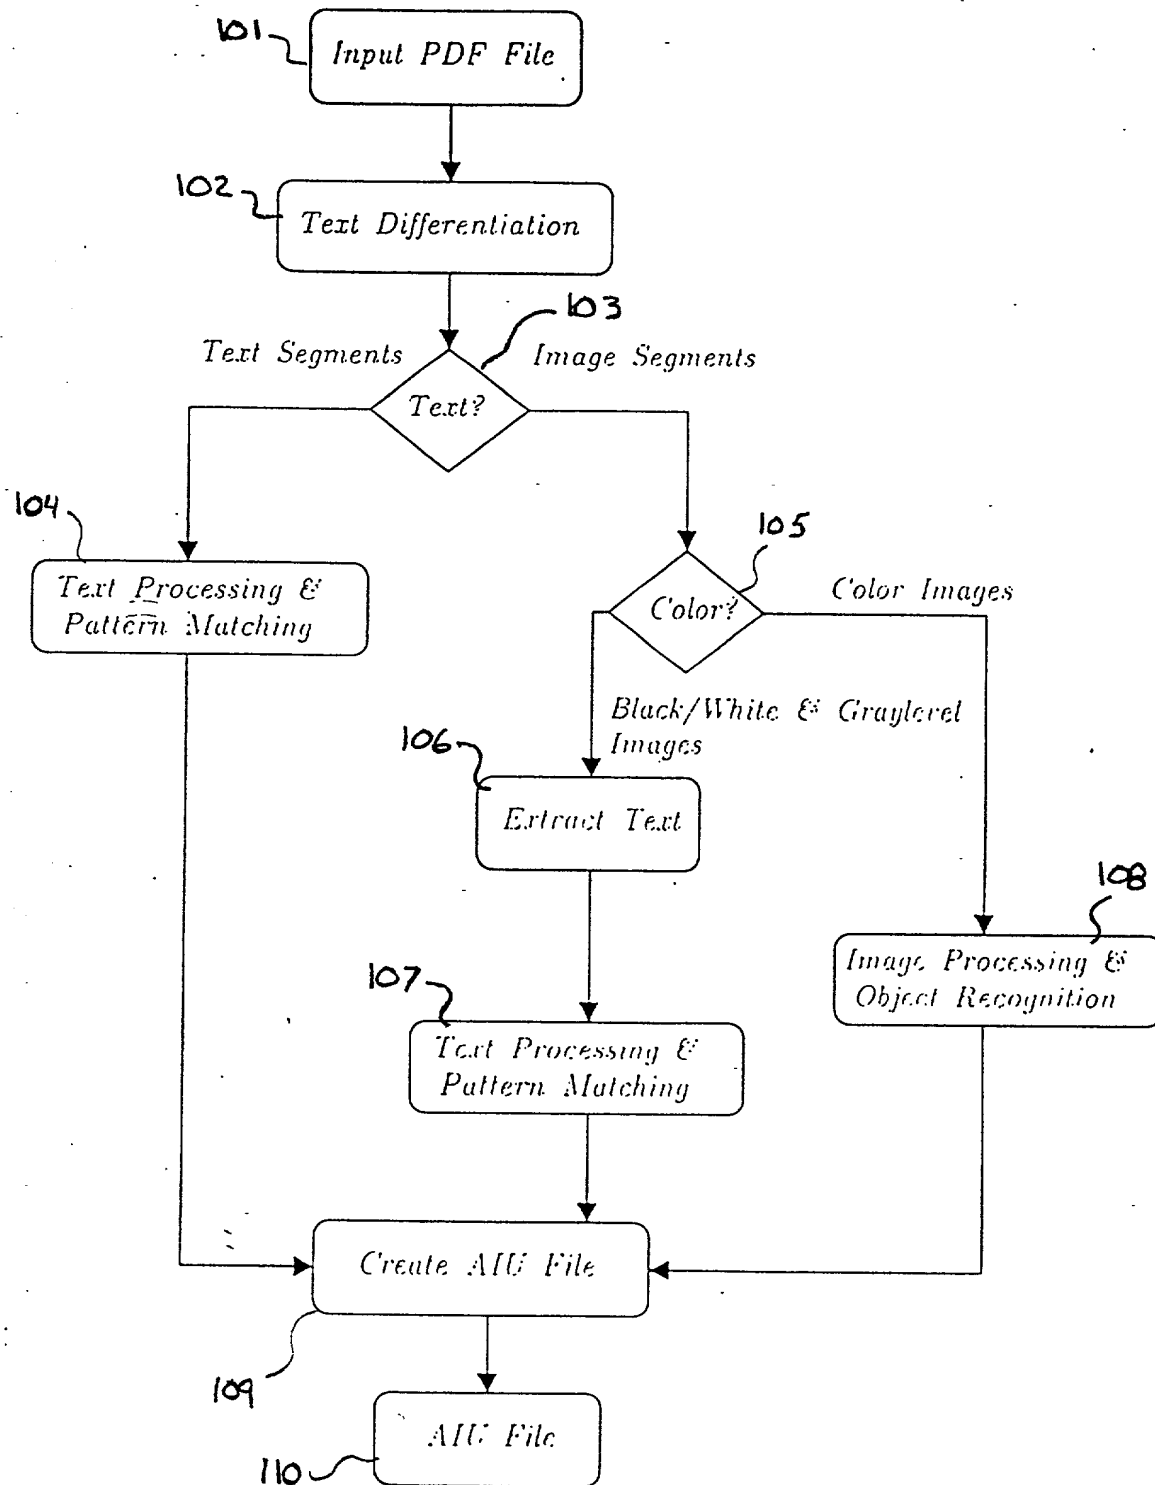 101
Input PDF File
102
Text Differentiation
103
Text Segments
Image Segments
Text?
104
Text Processing &
Pattern Matching
105
Color?
Color Images
Black/White & Graylevel
Images
106
Extract Text
108
Image Processing &
Object Recognition
107
Text Processing &
Pattern Matching
Create AIU File
109
AIU File
110